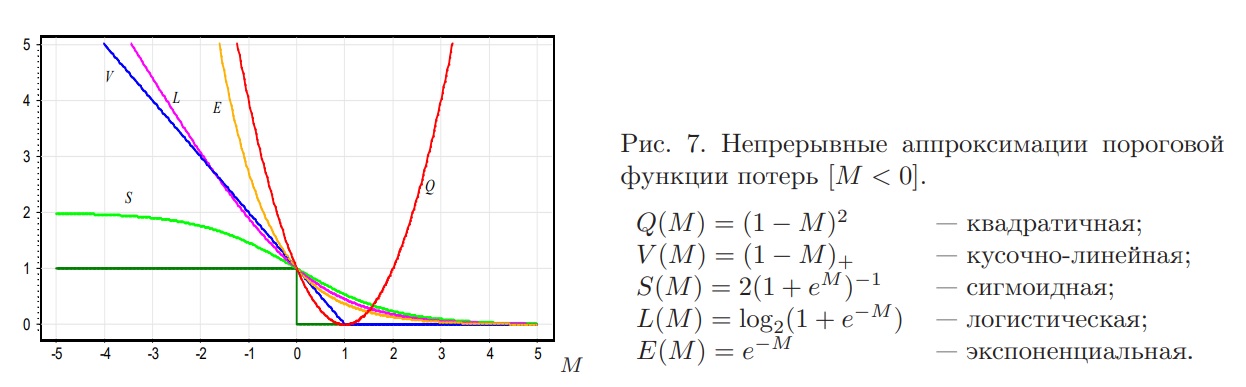 5
4
3
2
1
0
V
L
E
S
Q
-5 -4 -3 -2 -1 0 1 2 3 4 5
M
Рис. 7. Непрерывные аппроксимации пороговой
функции потерь [M < 0].
Q(M) = (1 − M)² — квадратичная;
V(M) = (1 − M)₊ — кусочно-линейная;
S(M) = 2(1 + eᴹ)⁻¹ — сигмоидная;
L(M) = log₂(1 + e⁻ᴹ) — логистическая;
E(M) = e⁻ᴹ — экспоненциальная.